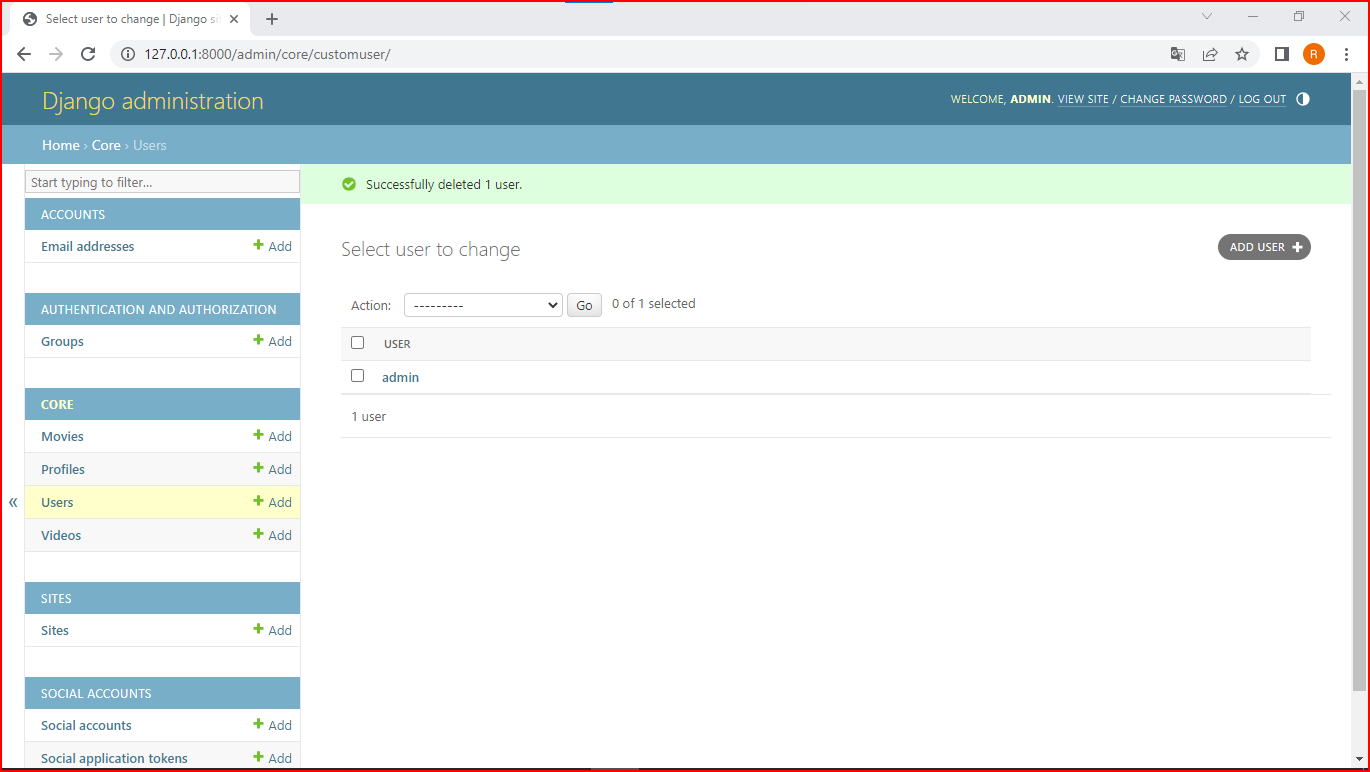 Select user to change | Django si
127.0.0.1:8000/admin/core/customuser/
R
Django administration
WELCOME, ADMIN. VIEW SITE / CHANGE PASSWORD / LOG OUT
Home › Core › Users
Start typing to filter...
ACCOUNTS
Email addresses + Add
AUTHENTICATION AND AUTHORIZATION
Groups + Add
CORE
Movies + Add
Profiles + Add
Users + Add
Videos + Add
SITES
Sites + Add
SOCIAL ACCOUNTS
Social accounts + Add
Social application tokens + Add
«
Successfully deleted 1 user.
Select user to change
ADD USER +
Action: --------- Go 0 of 1 selected
USER
admin
1 user